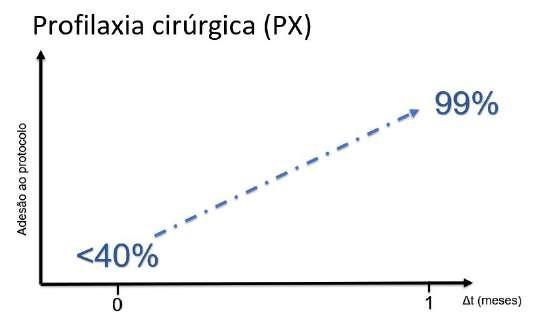 Profilaxia cirúrgica (PX)
Adesão ao protocolo
99%
<40%
0
1
Δt (meses)